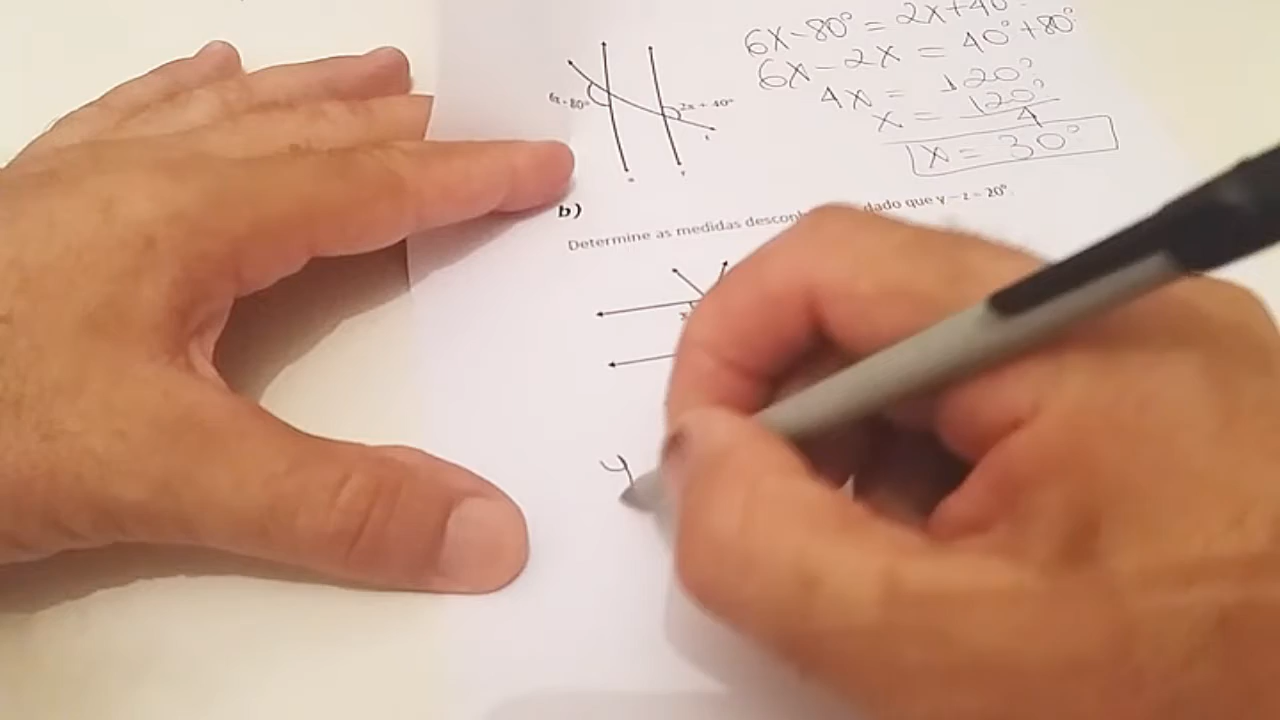 6x-80° = 2x+40°
6x-2x = 40°+80°
4x = 120°
x = 120°
4
x = 30°
6x - 80°
2x + 40°
b)
Determine as medidas dado que y - z = 20°.
x
y